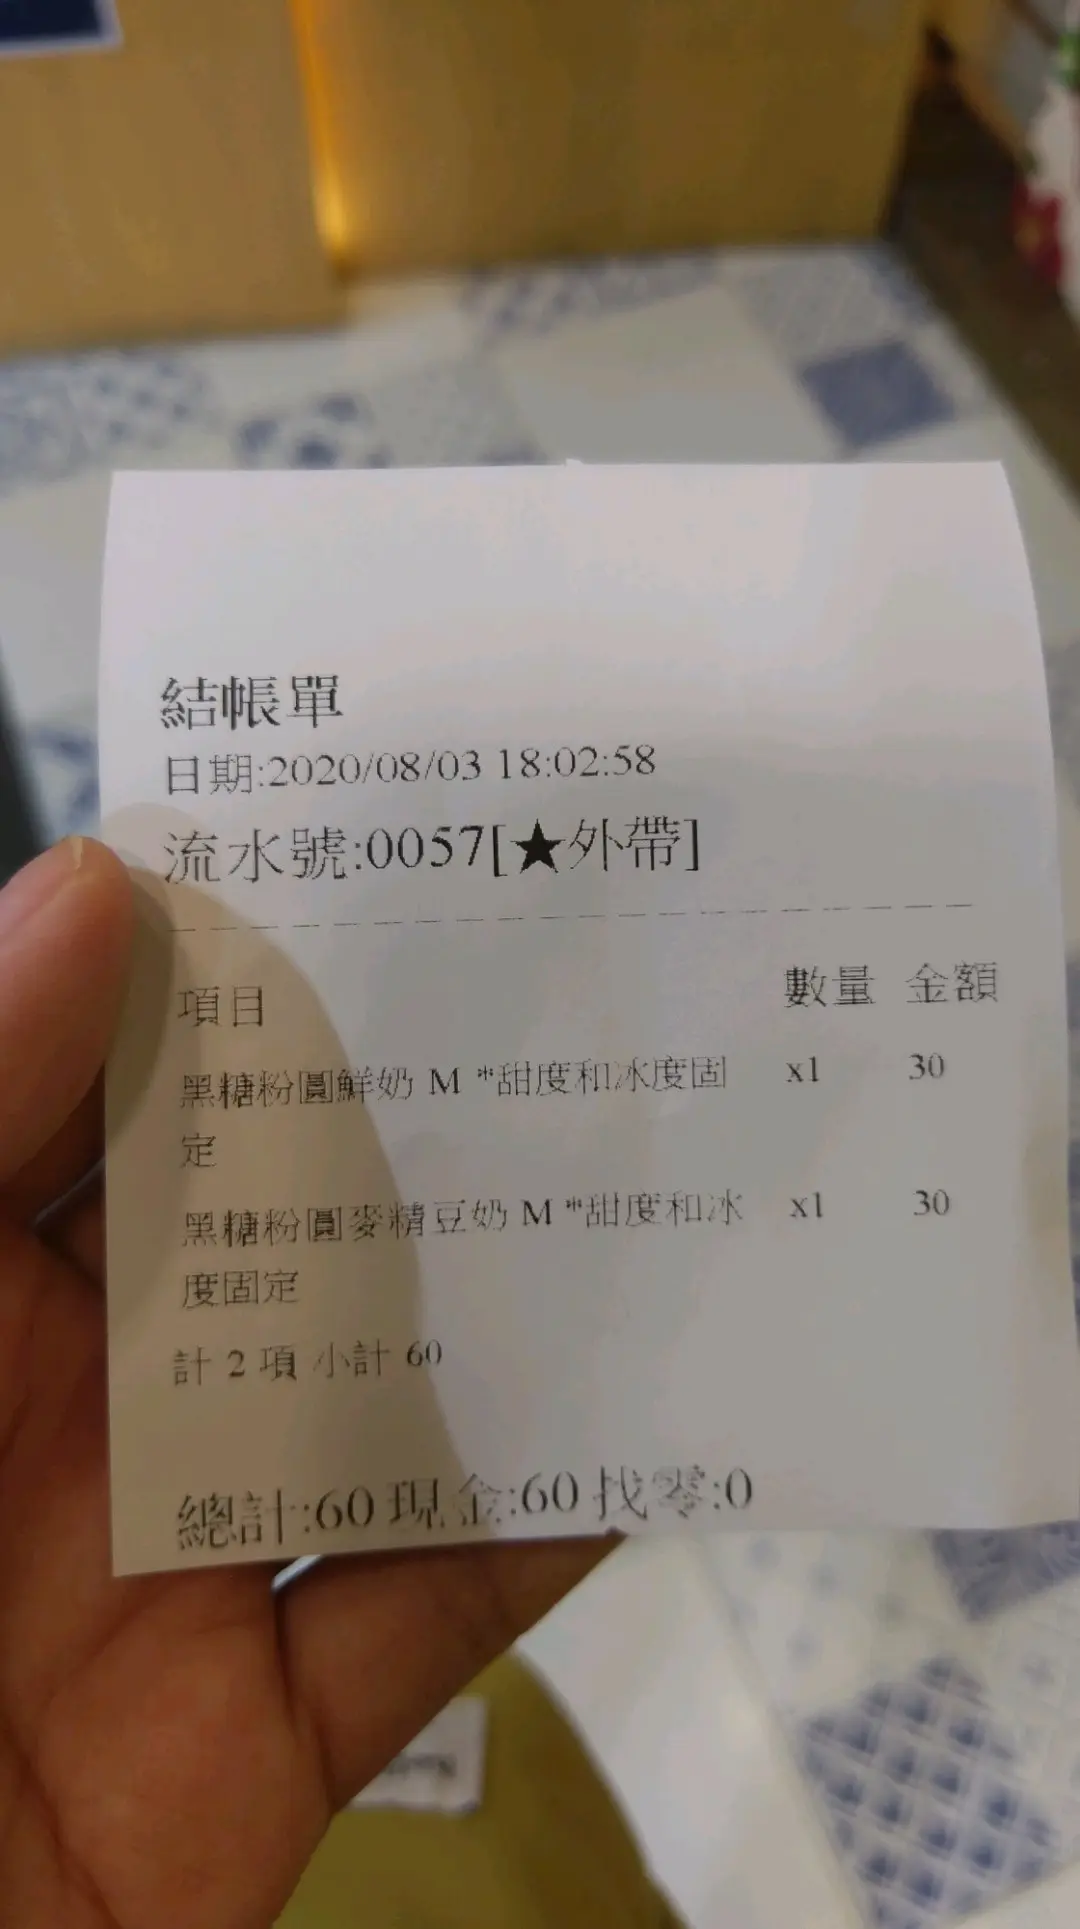 結帳單
日期:2020/08/03 18:02:58
流水號:0057[★外帶]
項目 數量 金額
黑糖粉圓鮮奶 M *甜度和冰度固 x1 30
定
黑糖粉圓麥精豆奶 M *甜度和冰 x1 30
度固定
計 2 項 小計 60
總計:60 現金:60 找零:0